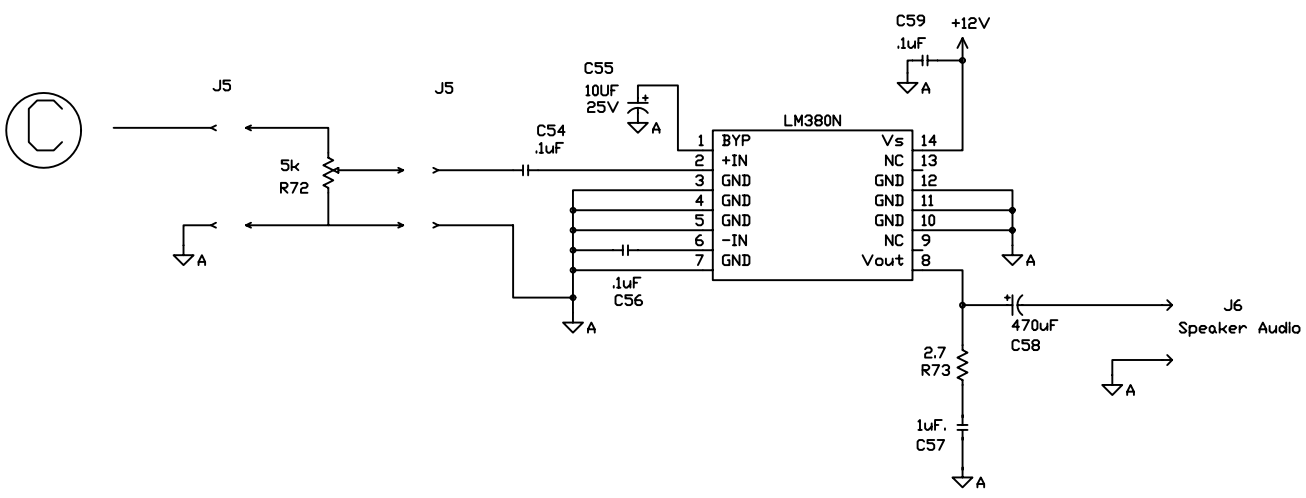 C
J5
5k
R72
A
J5
C54
.1uF
C55
10UF
25V
+
A
C59
.1uF
+12V
A
LM380N
1 BYP
2 +IN
3 GND
4 GND
5 GND
6 -IN
7 GND
Vs 14
NC 13
GND 12
GND 11
GND 10
NC 9
Vout 8
.1uF
C56
A
A
+
470uF
C58
2.7
R73
1uF.
C57
A
J6
Speaker Audio
A